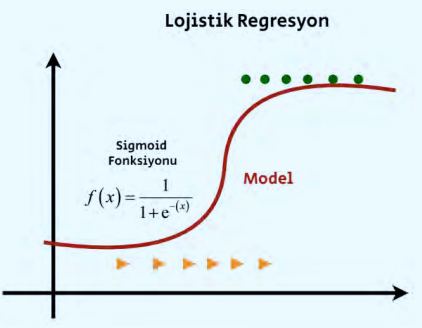 Lojistik Regresyon
Sigmoid
Fonksiyonu
f(x)=1/(1+e^-(x))
Model